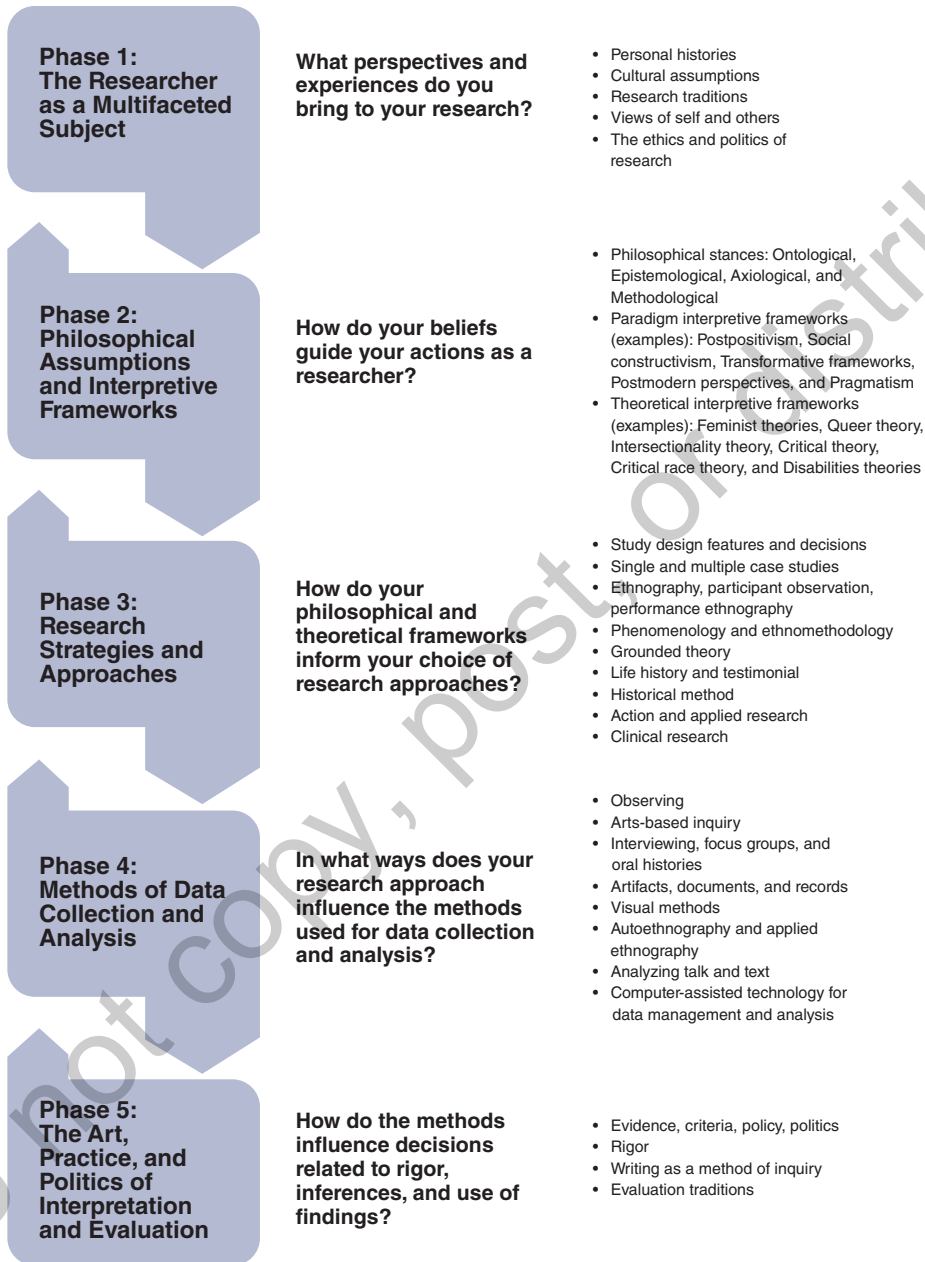 Phase 1:
The Researcher
as a Multifaceted
Subject
What perspectives and
experiences do you
bring to your research?
• Personal histories
• Cultural assumptions
• Research traditions
• Views of self and others
• The ethics and politics of
research
Phase 2:
Philosophical
Assumptions
and Interpretive
Frameworks
How do your beliefs
guide your actions as a
researcher?
• Philosophical stances: Ontological,
Epistemological, Axiological, and
Methodological
• Paradigm interpretive frameworks
(examples): Postpositivism, Social
constructivism, Transformative frameworks,
Postmodern perspectives, and Pragmatism
• Theoretical interpretive frameworks
(examples): Feminist theories, Queer theory,
Intersectionality theory, Critical theory,
Critical race theory, and Disabilities theories
Phase 3:
Research
Strategies and
Approaches
How do your
philosophical and
theoretical frameworks
inform your choice of
research approaches?
• Study design features and decisions
• Single and multiple case studies
• Ethnography, participant observation,
performance ethnography
• Phenomenology and ethnomethodology
• Grounded theory
• Life history and testimonial
• Historical method
• Action and applied research
• Clinical research
Phase 4:
Methods of Data
Collection and
Analysis
In what ways does your
research approach
influence the methods
used for data collection
and analysis?
• Observing
• Arts-based inquiry
• Interviewing, focus groups, and
oral histories
• Artifacts, documents, and records
• Visual methods
• Autoethnography and applied
ethnography
• Analyzing talk and text
• Computer-assisted technology for
data management and analysis
Phase 5:
The Art,
Practice, and
Politics of
Interpretation
and Evaluation
How do the methods
influence decisions
related to rigor,
inferences, and use of
findings?
• Evidence, criteria, policy, politics
• Rigor
• Writing as a method of inquiry
• Evaluation traditions
not copy, post, or distri